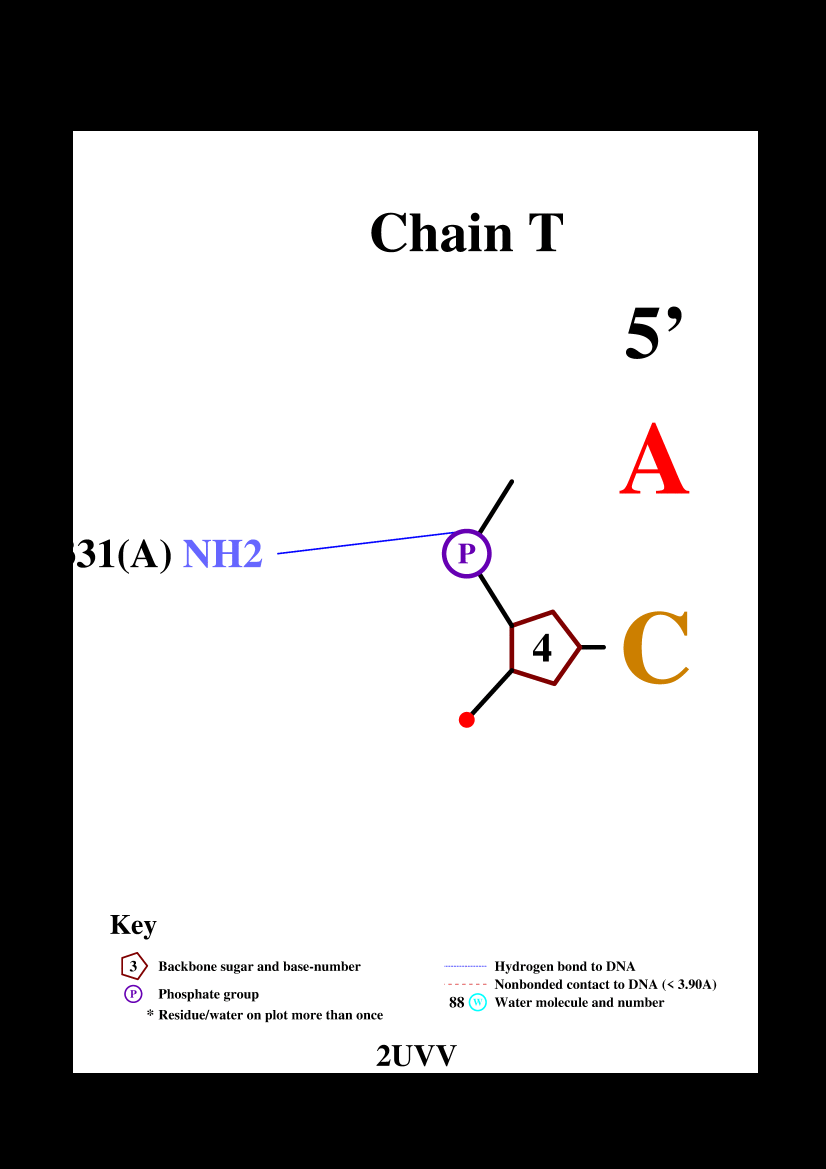 Chain T
5’
A
31(A) NH2
P
4
C
Key
3 Backbone sugar and base-number
P Phosphate group
* Residue/water on plot more than once
Hydrogen bond to DNA
Nonbonded contact to DNA (< 3.90A)
88 W Water molecule and number
2UVV